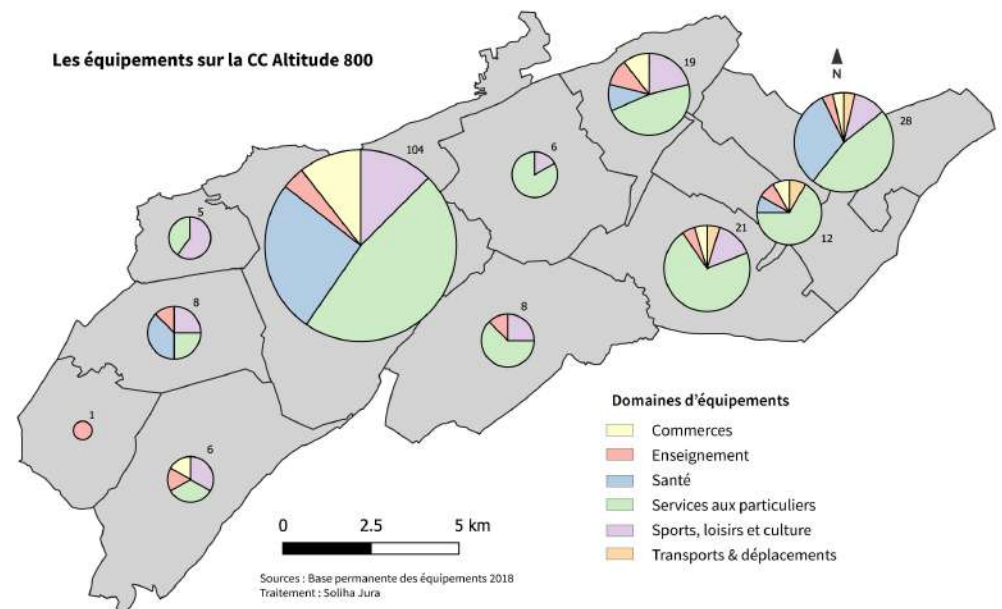 Les équipements sur la CC Altitude 800
19
N
28
104
6
5
12
21
8
8
1
6
Domaines d’équipements
Commerces
Enseignement
Santé
Services aux particuliers
Sports, loisirs et culture
Transports & déplacements
0 2.5 5 km
Sources : Base permanente des équipements 2018
Traitement : Soliha Jura